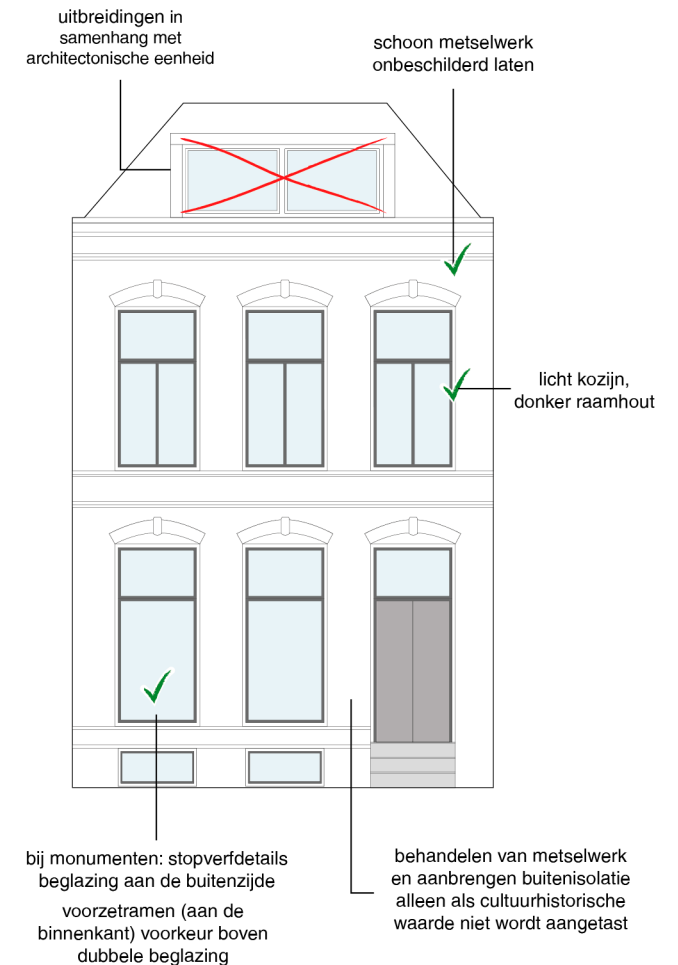 uitbreidingen in
samenhang met
architectonische eenheid
schoon metselwerk
onbeschilderd laten
licht kozijn,
donker raamhout
bij monumenten: stopverfdetails
beglazing aan de buitenzijde
voorzetramen (aan de
binnenkant) voorkeur boven
dubbele beglazing
behandelen van metselwerk
en aanbrengen buitenisolatie
alleen als cultuurhistorische
waarde niet wordt aangetast